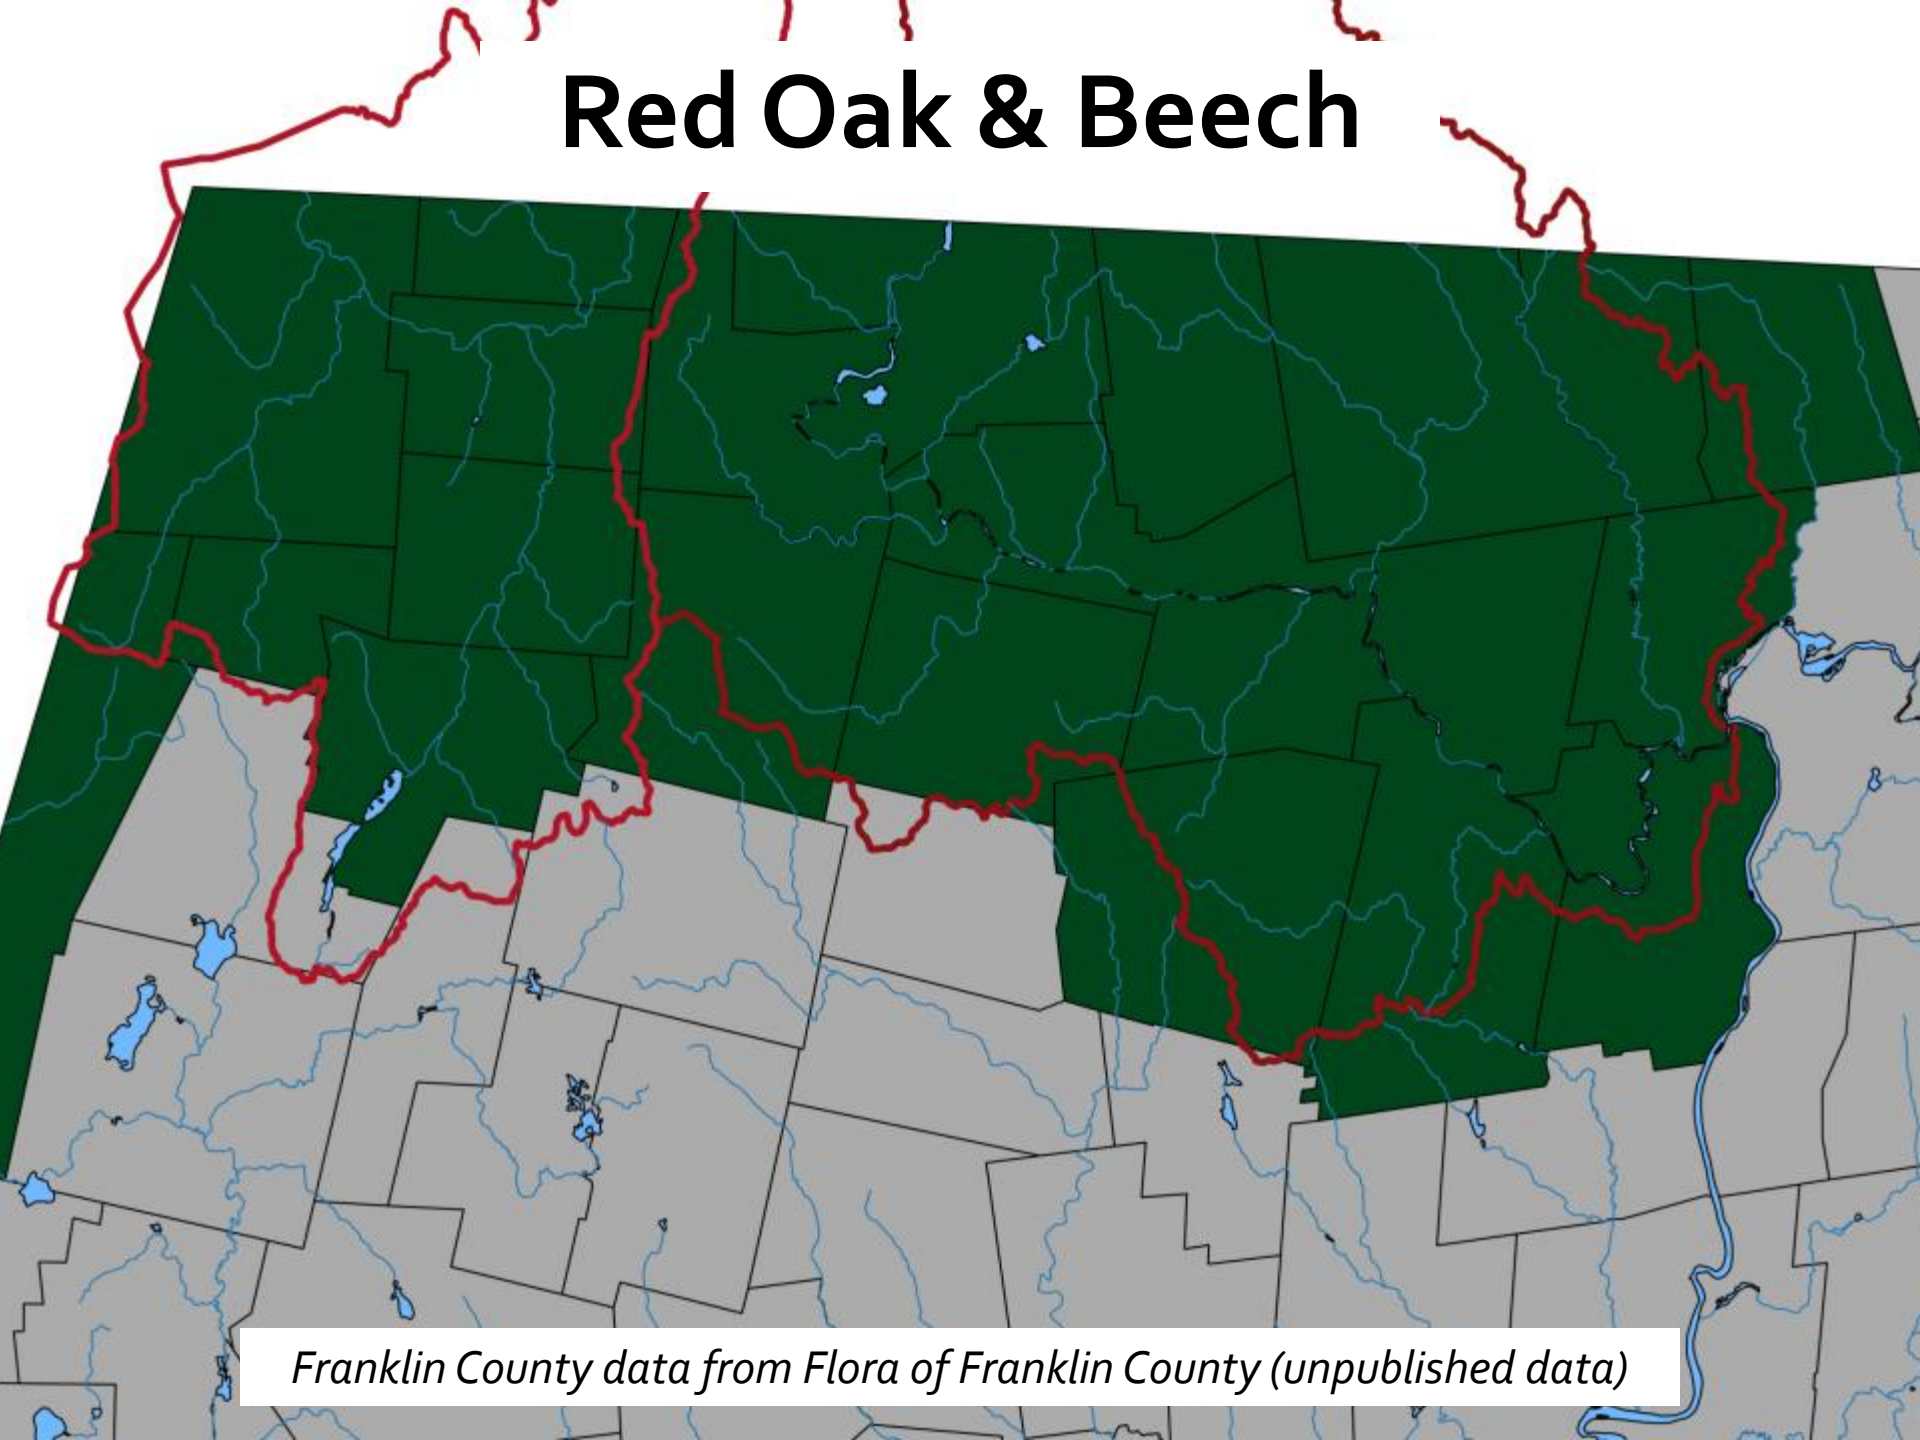 Red Oak & Beech
Franklin County data from Flora of Franklin County (unpublished data)